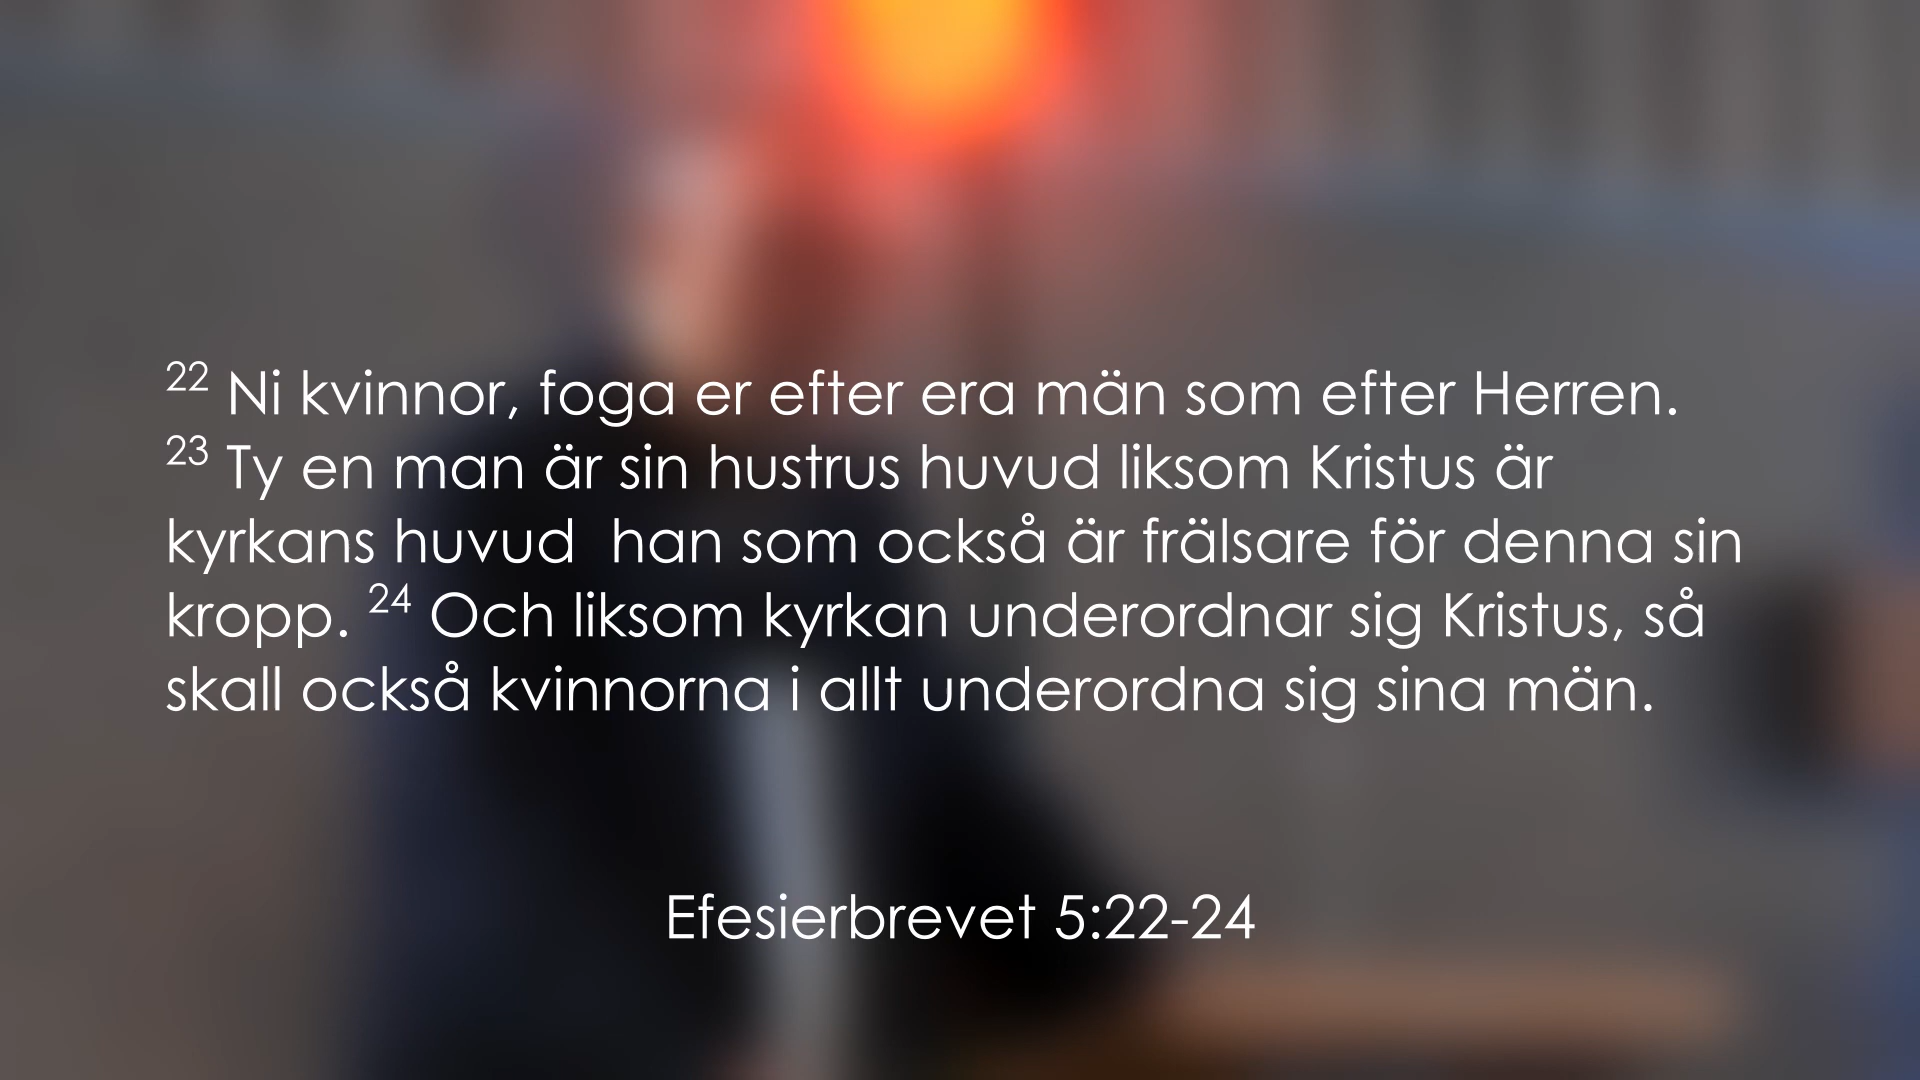 22 Ni kvinnor, foga er efter era män som efter Herren.
23 Ty en man är sin hustrus huvud liksom Kristus är
kyrkans huvud  han som också är frälsare för denna sin
kropp. 24 Och liksom kyrkan underordnar sig Kristus, så
skall också kvinnorna i allt underordna sig sina män.
Efesierbrevet 5:22-24